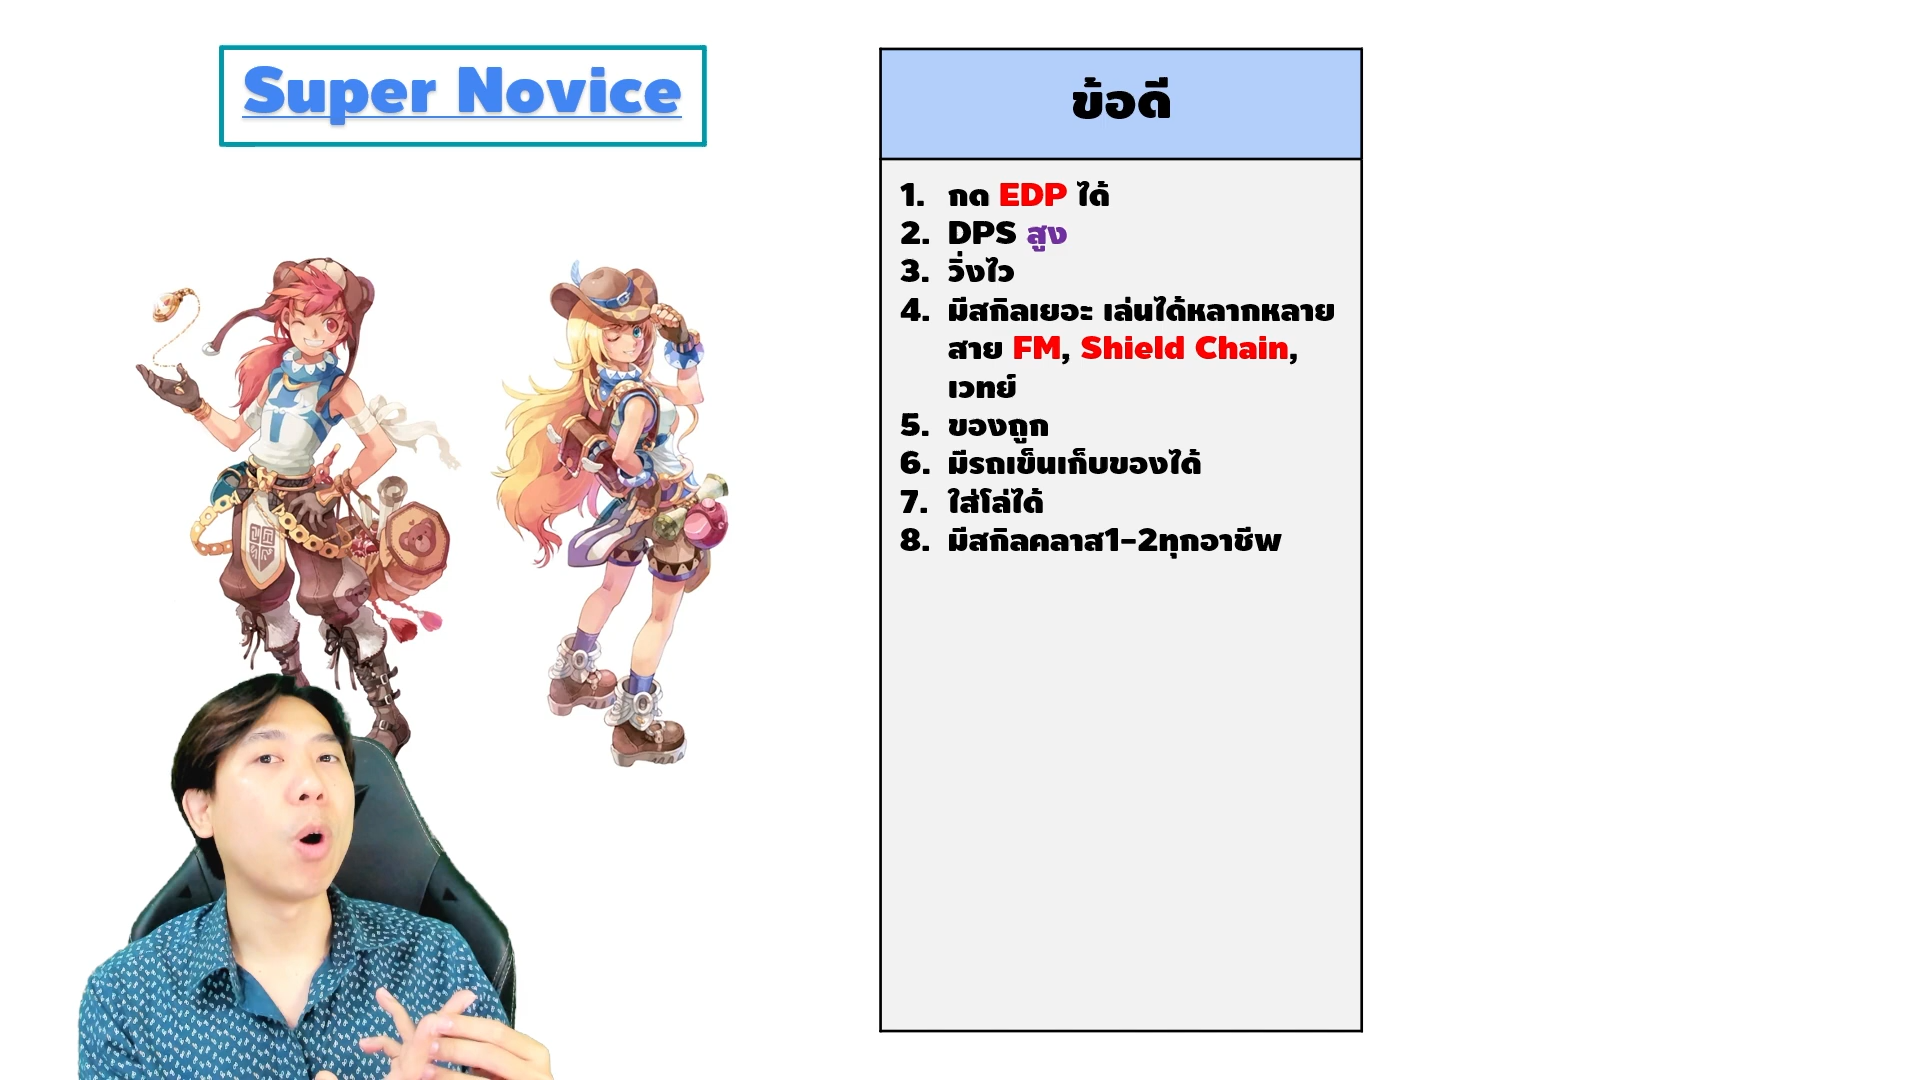 Super Novice
ข้อดี
1. กด EDP ได้
2. DPS สูง
3. วิ่งไว
4. มีสกิลเยอะ เล่นได้หลากหลาย
สาย FM, Shield Chain,
เวทย์
5. ของถูก
6. มีรถเข็นเก็บของได้
7. ใส่โล่ได้
8. มีสกิลคลาส1-2ทุกอาชีพ